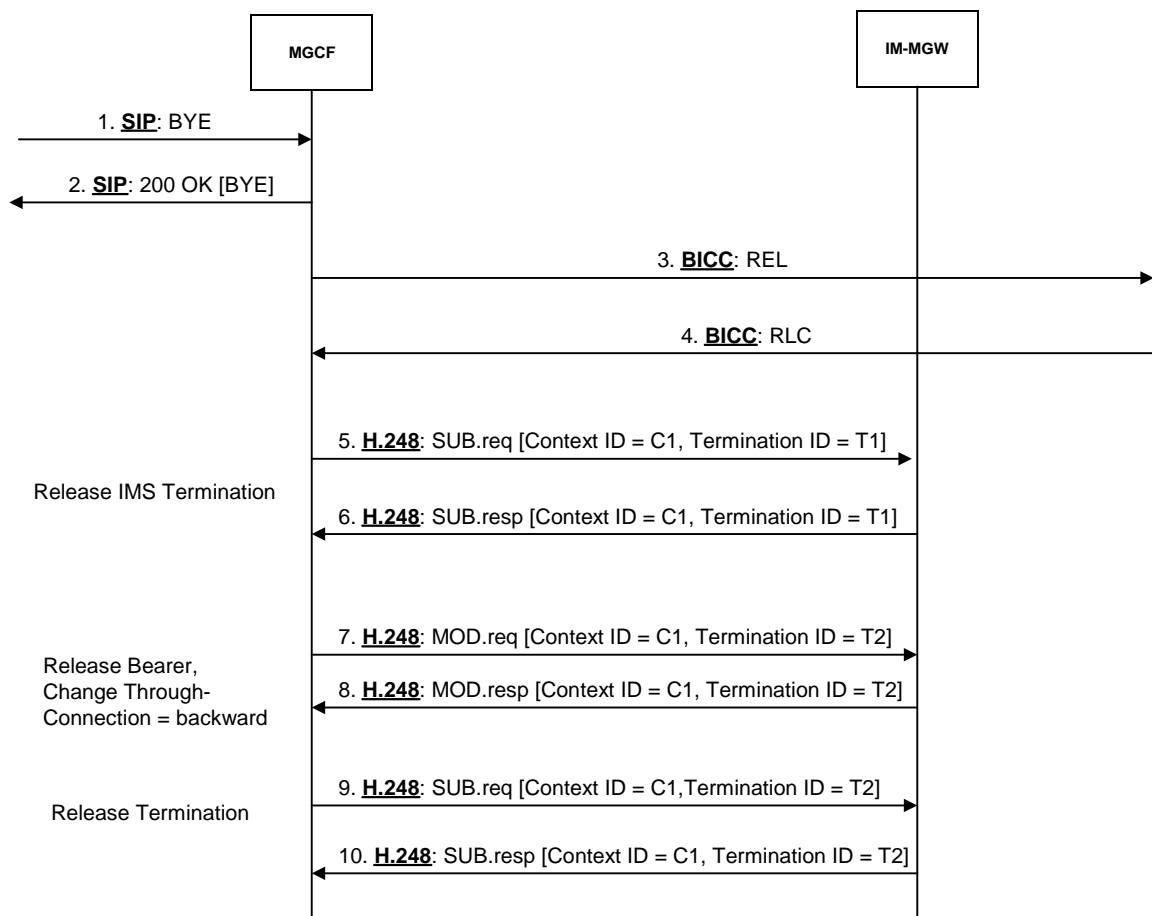 MGCF
IM-MGW
1. SIP: BYE
2. SIP: 200 OK [BYE]
3. BICC: REL
4. BICC: RLC
5. H.248: SUB.req [Context ID = C1, Termination ID = T1]
Release IMS Termination
6. H.248: SUB.resp [Context ID = C1, Termination ID = T1]
7. H.248: MOD.req [Context ID = C1, Termination ID = T2]
Release Bearer,
Change Through-
Connection = backward
8. H.248: MOD.resp [Context ID = C1, Termination ID = T2]
9. H.248: SUB.req [Context ID = C1,Termination ID = T2]
Release Termination
10. H.248: SUB.resp [Context ID = C1, Termination ID = T2]